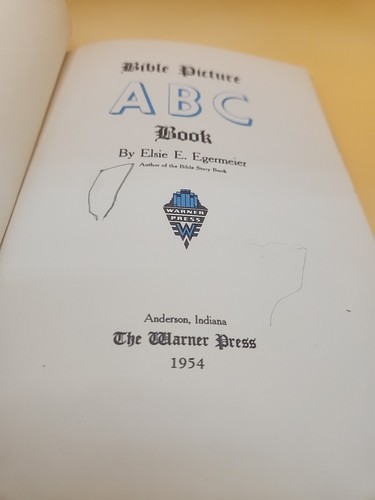 Bible Picture
ABC
Book
By Elsie E. Egermeier
Author of the Bible Story Book
WARNER
PRESS
W
Anderson, Indiana
The Warner Press
1954